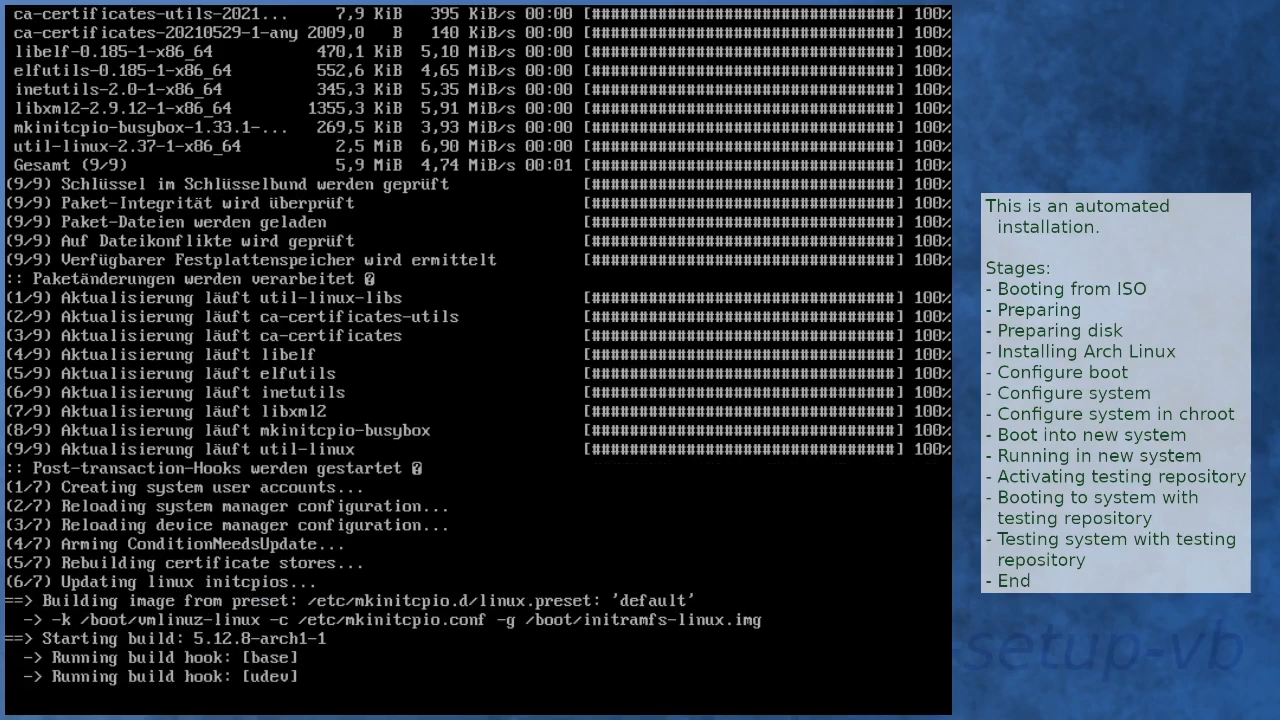 ca-certificates-utils-2021... 7,9 KiB 395 KiB/s 00:00 [################################] 100%
ca-certificates-20210529-1-any 2009,0 B 140 KiB/s 00:00 [################################] 100%
libelf-0.185-1-x86_64 470,1 KiB 5,10 MiB/s 00:00 [################################] 100%
elfutils-0.185-1-x86_64 552,6 KiB 4,65 MiB/s 00:00 [################################] 100%
inetutils-2.0-1-x86_64 345,3 KiB 5,35 MiB/s 00:00 [################################] 100%
libxml2-2.9.12-1-x86_64 1355,3 KiB 5,91 MiB/s 00:00 [################################] 100%
mkinitcpio-busybox-1.33.1-... 269,5 KiB 3,93 MiB/s 00:00 [################################] 100%
util-linux-2.37-1-x86_64 2,5 MiB 6,90 MiB/s 00:00 [################################] 100%
Gesamt (9/9) 5,9 MiB 4,74 MiB/s 00:01 [################################] 100%
(9/9) Schlüssel im Schlüsselbund werden geprüft [################################] 100%
(9/9) Paket-Integrität wird überprüft [################################] 100%
(9/9) Paket-Dateien werden geladen [################################] 100%
(9/9) Auf Dateikonflikte wird geprüft [################################] 100%
(9/9) Verfügbarer Festplattenspeicher wird ermittelt [################################] 100%
:: Paketänderungen werden verarbeitet �
(1/9) Aktualisierung läuft util-linux-libs [################################] 100%
(2/9) Aktualisierung läuft ca-certificates-utils [################################] 100%
(3/9) Aktualisierung läuft ca-certificates [################################] 100%
(4/9) Aktualisierung läuft libelf [################################] 100%
(5/9) Aktualisierung läuft elfutils [################################] 100%
(6/9) Aktualisierung läuft inetutils [################################] 100%
(7/9) Aktualisierung läuft libxml2 [################################] 100%
(8/9) Aktualisierung läuft mkinitcpio-busybox [################################] 100%
(9/9) Aktualisierung läuft util-linux [################################] 100%
:: Post-transaction-Hooks werden gestartet �
(1/7) Creating system user accounts...
(2/7) Reloading system manager configuration...
(3/7) Reloading device manager configuration...
(4/7) Arming ConditionNeedsUpdate...
(5/7) Rebuilding certificate stores...
(6/7) Updating linux initcpios...
==> Building image from preset: /etc/mkinitcpio.d/linux.preset: 'default'
-> -k /boot/vmlinuz-linux -c /etc/mkinitcpio.conf -g /boot/initramfs-linux.img
==> Starting build: 5.12.8-arch1-1
-> Running build hook: [base]
-> Running build hook: [udev]
This is an automated
installation.
Stages:
- Booting from ISO
- Preparing
- Preparing disk
- Installing Arch Linux
- Configure boot
- Configure system
- Configure system in chroot
- Boot into new system
- Running in new system
- Activating testing repository
- Booting to system with
testing repository
- Testing system with testing
repository
- End
setup-vb